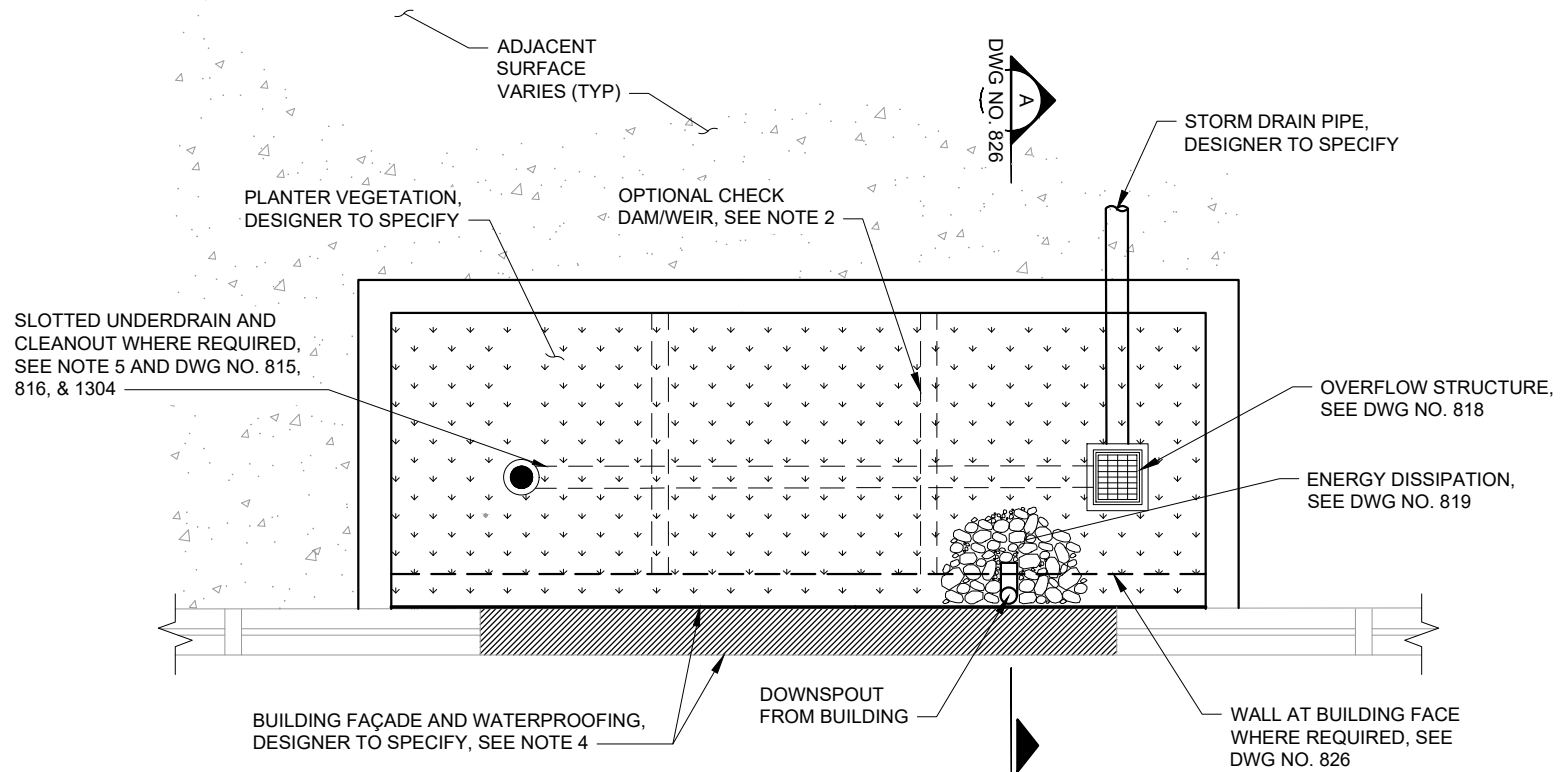 ADJACENT
SURFACE
VARIES (TYP)
DWG NO. 826
A
STORM DRAIN PIPE,
DESIGNER TO SPECIFY
PLANTER VEGETATION,
DESIGNER TO SPECIFY
OPTIONAL CHECK
DAM/WEIR, SEE NOTE 2
SLOTTED UNDERDRAIN AND
CLEANOUT WHERE REQUIRED,
SEE NOTE 5 AND DWG NO. 815,
816, & 1304
OVERFLOW STRUCTURE,
SEE DWG NO. 818
ENERGY DISSIPATION,
SEE DWG NO. 819
BUILDING FAÇADE AND WATERPROOFING,
DESIGNER TO SPECIFY, SEE NOTE 4
DOWNSPOUT
FROM BUILDING
WALL AT BUILDING FACE
WHERE REQUIRED, SEE
DWG NO. 826